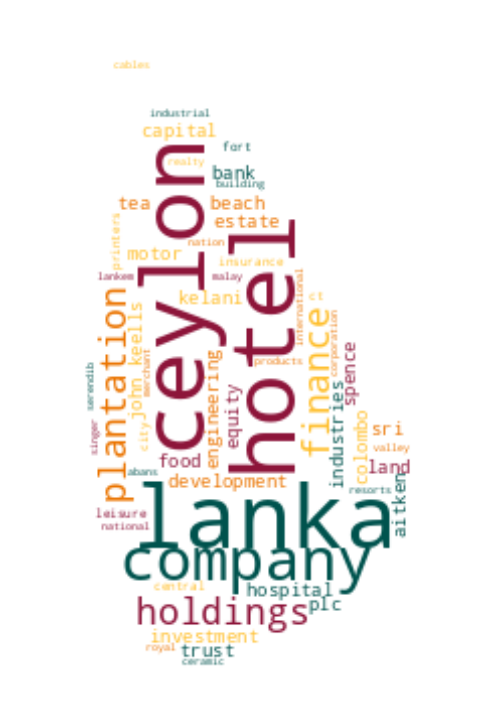 cables
industrial
capital
fort
realty
bank
building
tea
beach
estate
printers
nation
motor
insurance
lankem
malay
ceylon
hotel
kelani
international
ct
plantation
john keells
merchant
city
engineering
products
finance
corporation
spence
serendib
singer
equity
industries
colombo
sri
valley
abans
food
land
development
resorts
aitken
lanka
leisure
national
company
central
hospital
plc
holdings
investment
royal
trust
ceramic